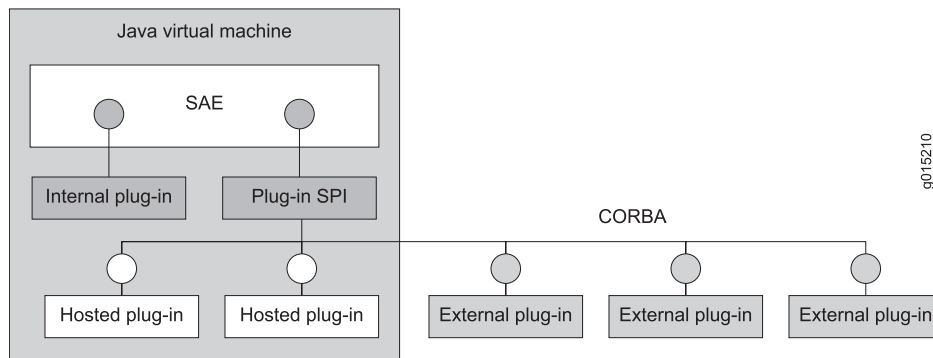 Java virtual machine
SAE
Internal plug-in
Plug-in SPI
g015210
CORBA
Hosted plug-in
Hosted plug-in
External plug-in
External plug-in
External plug-in